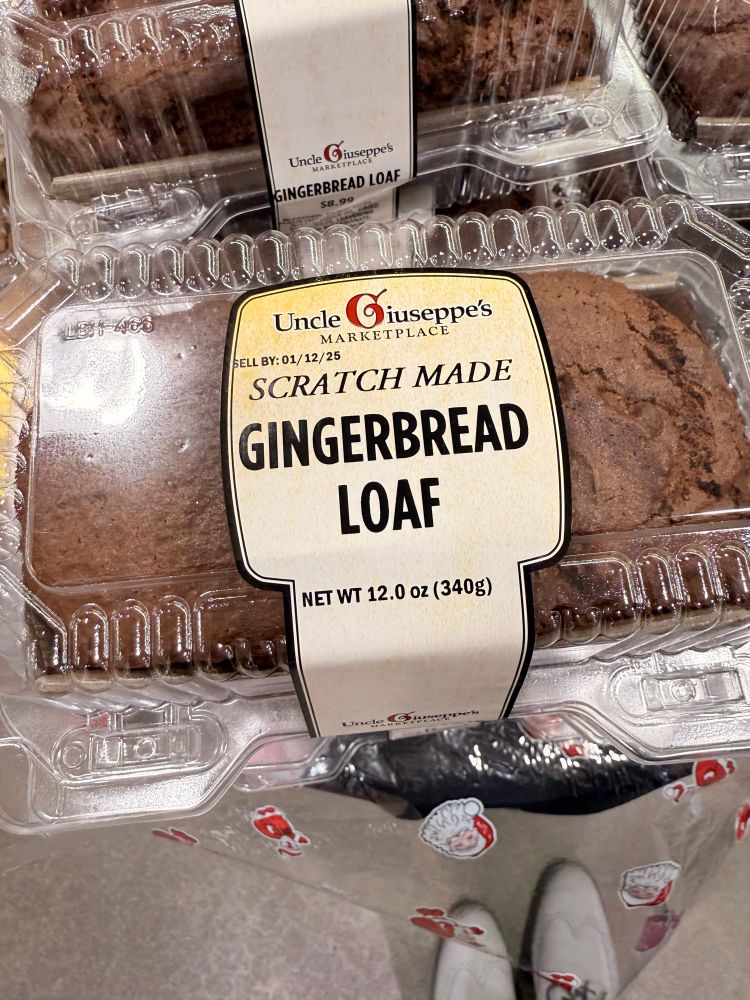 Uncle Giuseppe's
MARKETPLACE
GINGERBREAD LOAF
$8.99
LBH-466
Uncle Giuseppe's
MARKETPLACE
SELL BY: 01/12/25
SCRATCH MADE
GINGERBREAD
LOAF
NET WT 12.0 oz (340g)
Uncle Giuseppe's
MARKETPLACE